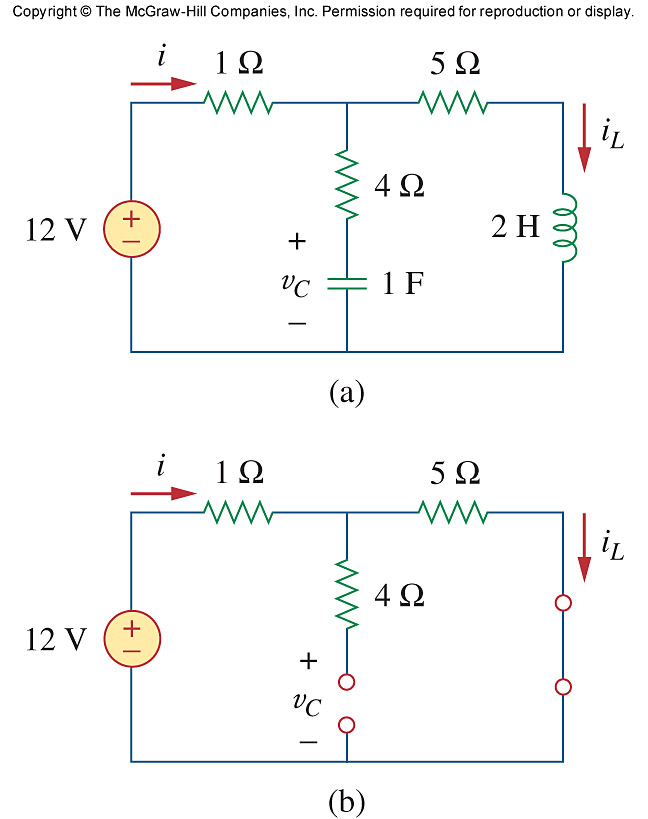 Copyright © The McGraw-Hill Companies, Inc. Permission required for reproduction or display.
i 1 Ω 5 Ω
i_L
4 Ω
12 V + − + v_C − 1 F 2 H
(a)
i 1 Ω 5 Ω
i_L
4 Ω
12 V + − + v_C −
(b)